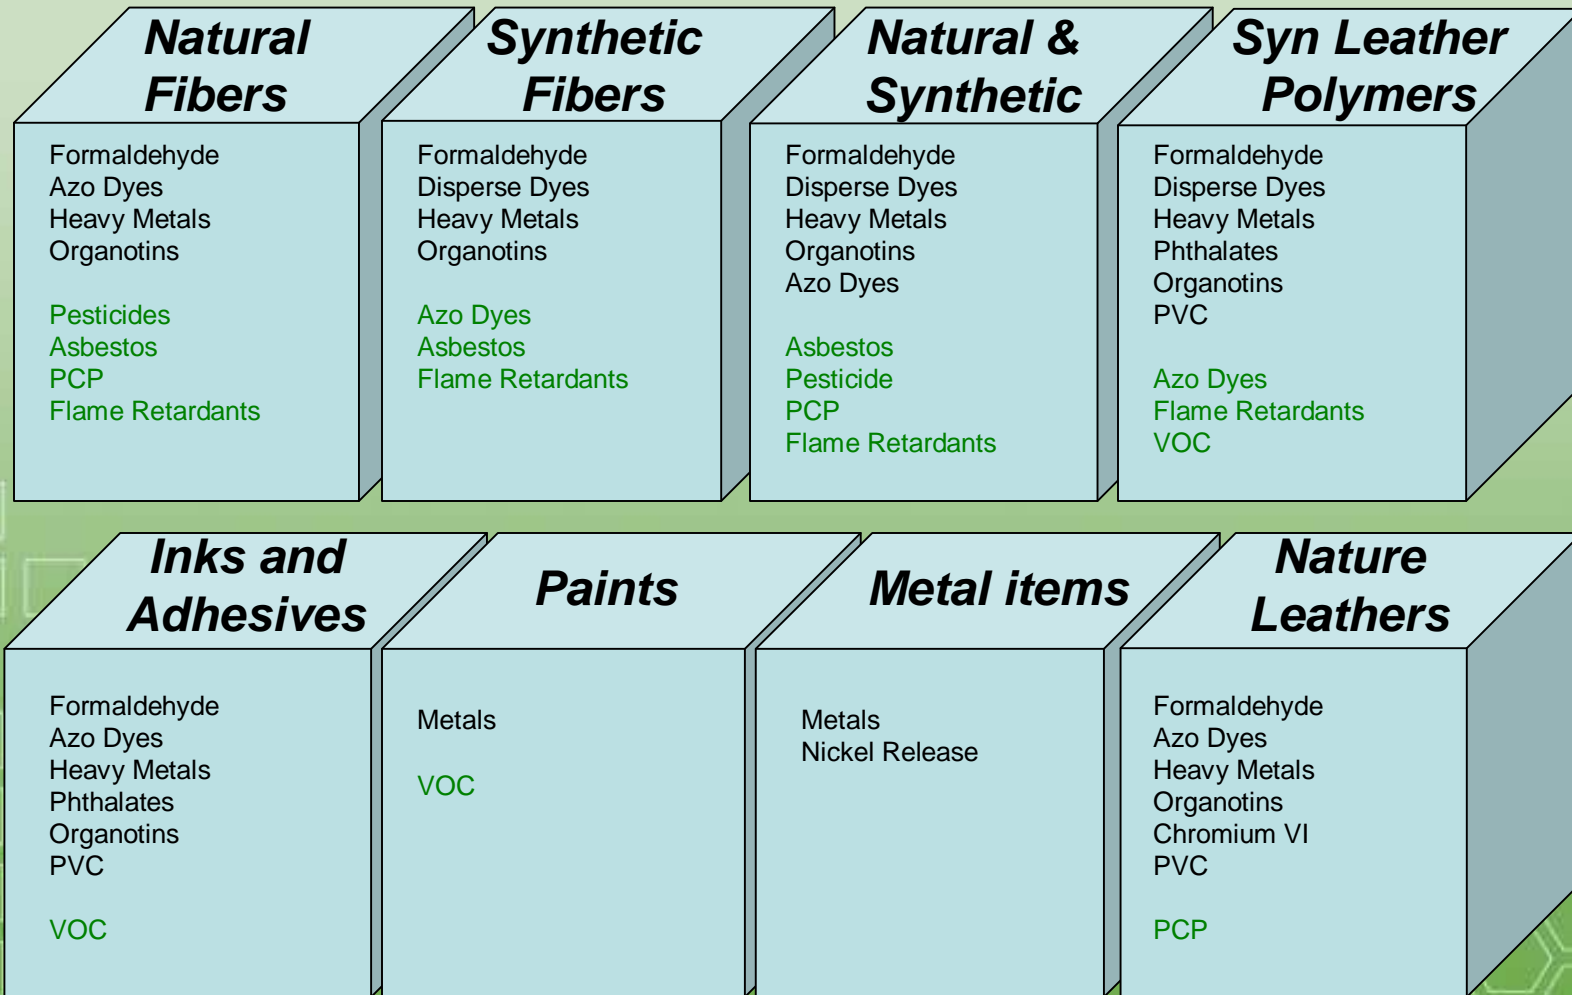 Natural
Fibers
Formaldehyde
Azo Dyes
Heavy Metals
Organotins
Pesticides
Asbestos
PCP
Flame Retardants
Synthetic
Fibers
Formaldehyde
Disperse Dyes
Heavy Metals
Organotins
Azo Dyes
Asbestos
Flame Retardants
Natural &
Synthetic
Formaldehyde
Disperse Dyes
Heavy Metals
Organotins
Azo Dyes
Asbestos
Pesticide
PCP
Flame Retardants
Syn Leather
Polymers
Formaldehyde
Disperse Dyes
Heavy Metals
Phthalates
Organotins
PVC
Azo Dyes
Flame Retardants
VOC
Inks and
Adhesives
Formaldehyde
Azo Dyes
Heavy Metals
Phthalates
Organotins
PVC
VOC
Paints
Metals
VOC
Metal items
Metals
Nickel Release
Nature
Leathers
Formaldehyde
Azo Dyes
Heavy Metals
Organotins
Chromium VI
PVC
PCP